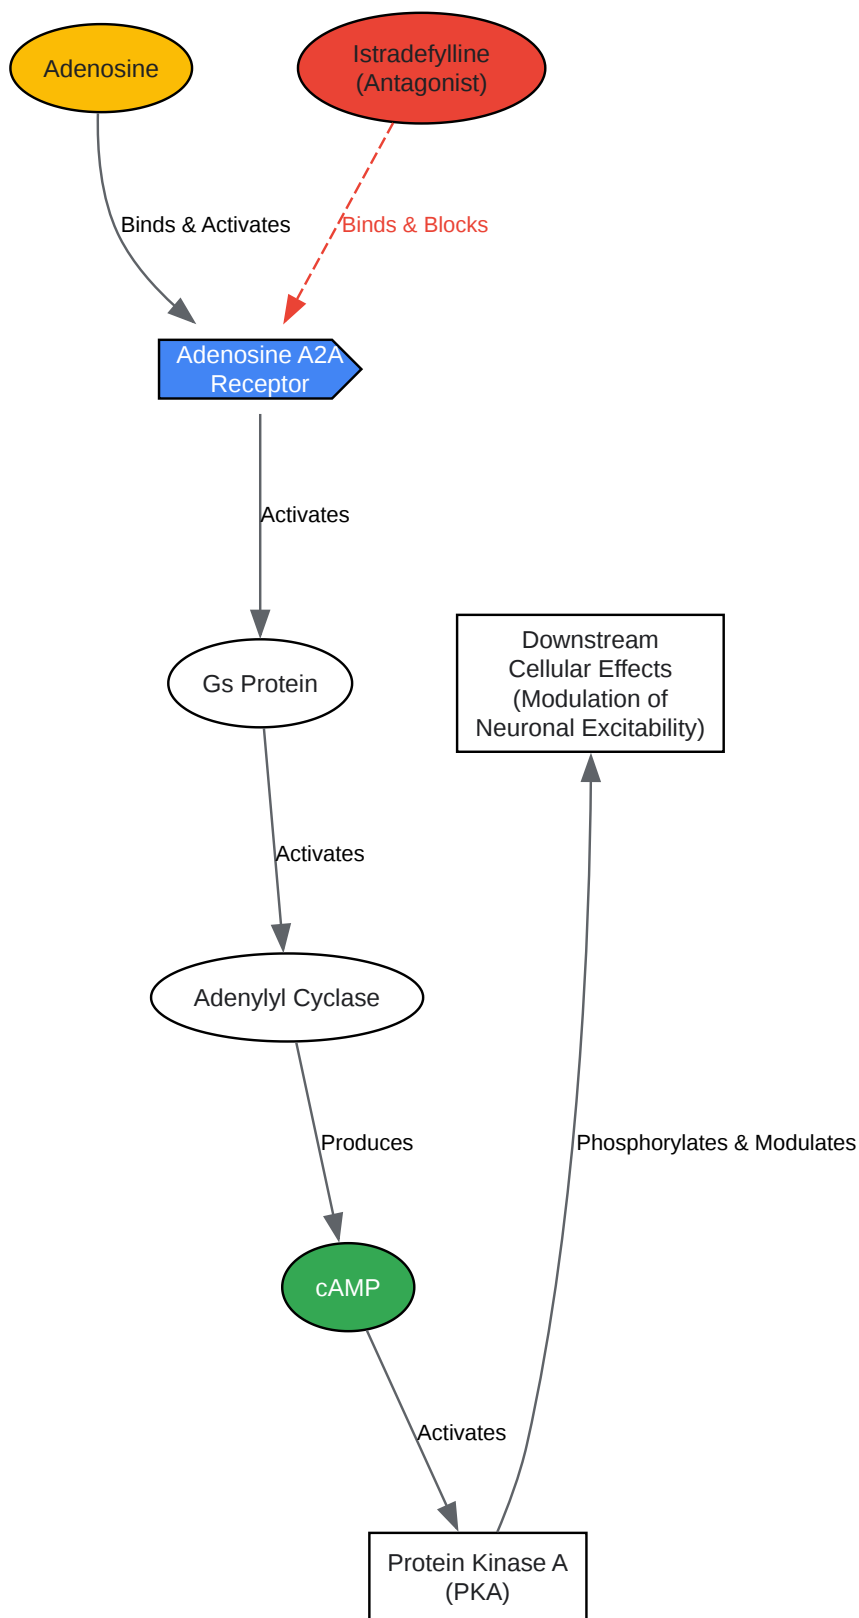 Adenosine
Istradefylline
(Antagonist)
Binds & Activates
Binds & Blocks
Adenosine A2A
Receptor
Activates
Gs Protein
Downstream
Cellular Effects
(Modulation of
Neuronal Excitability)
Activates
Adenylyl Cyclase
Produces
Phosphorylates & Modulates
cAMP
Activates
Protein Kinase A
(PKA)